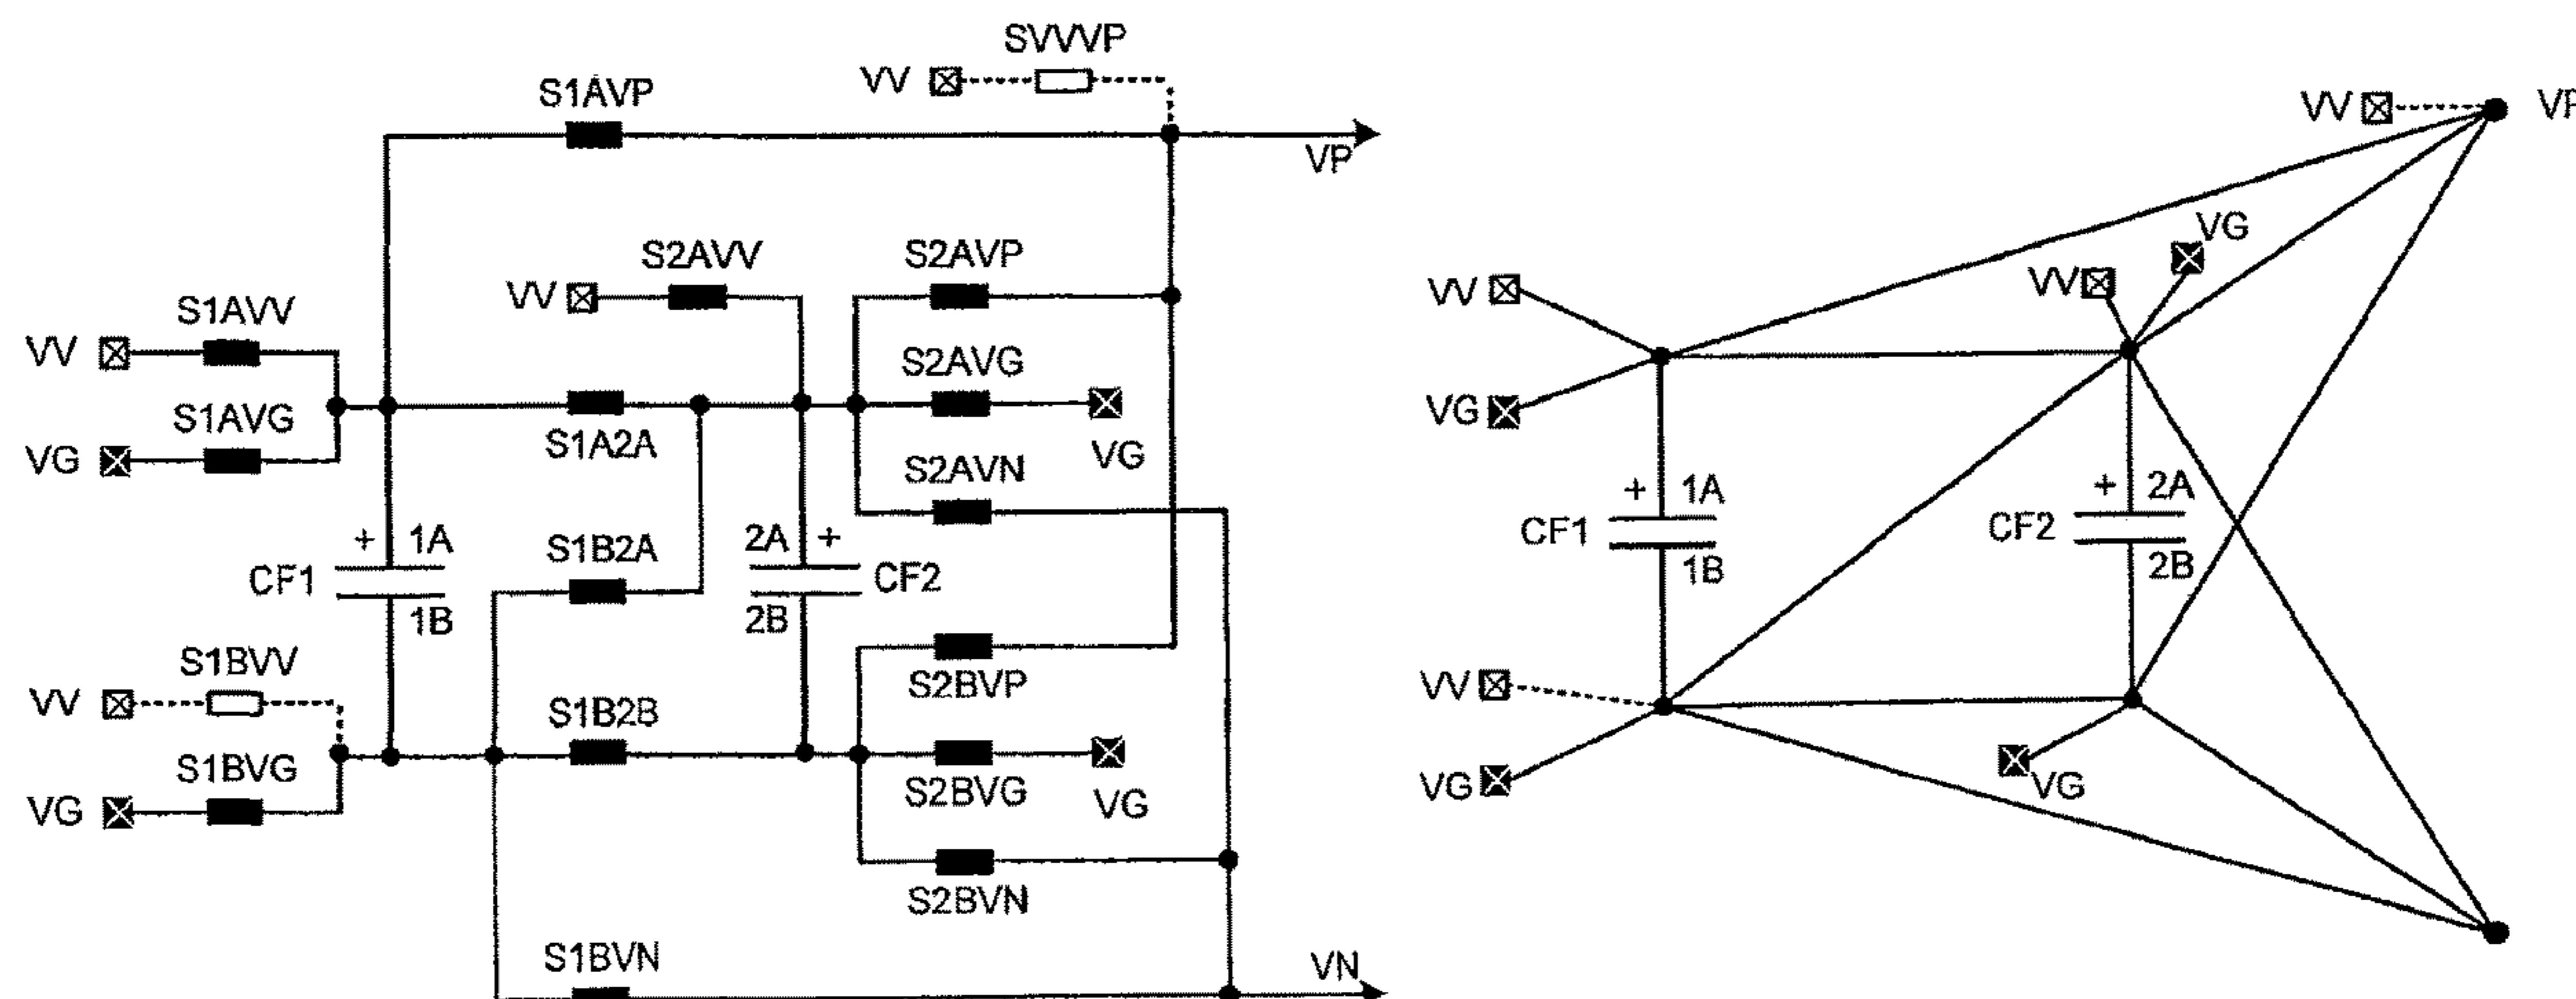 SVVVP
VV
S1AVP
VP
S2AVV
VV
S2AVP
S1AVV
VV
S2AVG
S1AVG
VG
S1A2A
VG
S2AVN
+ 1A
CF1
1B
S1B2A
2A +
CF2
2B
S1BVV
VV
S2BVP
S1B2B
S1BVG
VG
S2BVG
VG
S2BVN
S1BVN
VN
VV
VG
VV
VV
VG
+ 1A
CF1
1B
+ 2A
CF2
2B
VV
VG
VG